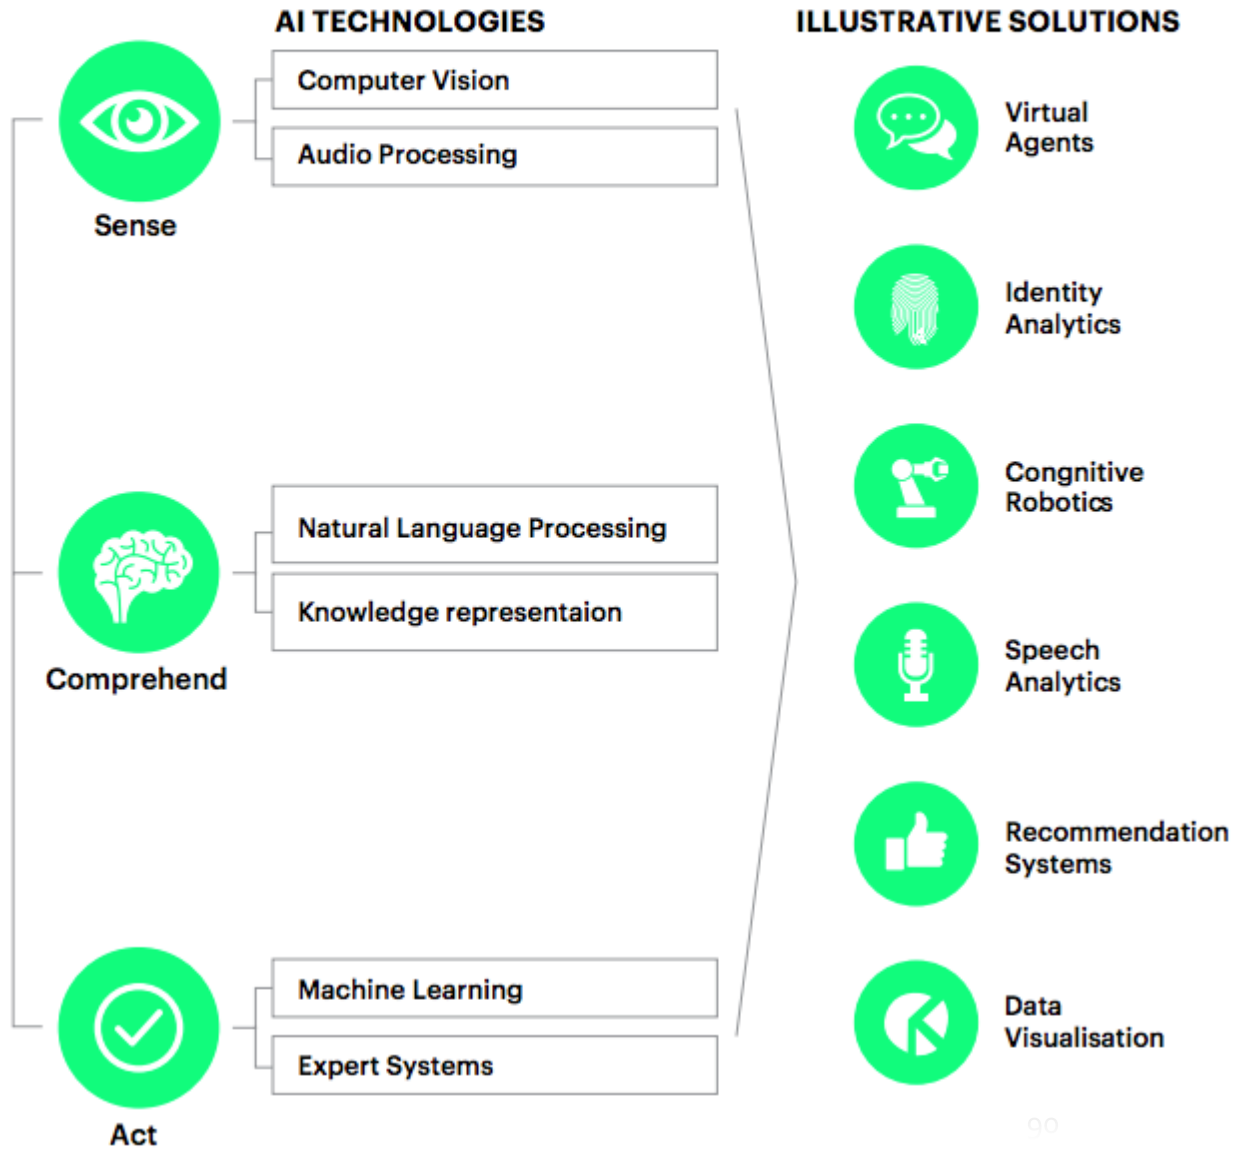 AI TECHNOLOGIES
ILLUSTRATIVE SOLUTIONS
Computer Vision
Audio Processing
Sense
Natural Language Processing
Knowledge representaion
Comprehend
Machine Learning
Expert Systems
Act
Virtual
Agents
Identity
Analytics
Congnitive
Robotics
Speech
Analytics
Recommendation
Systems
Data
Visualisation